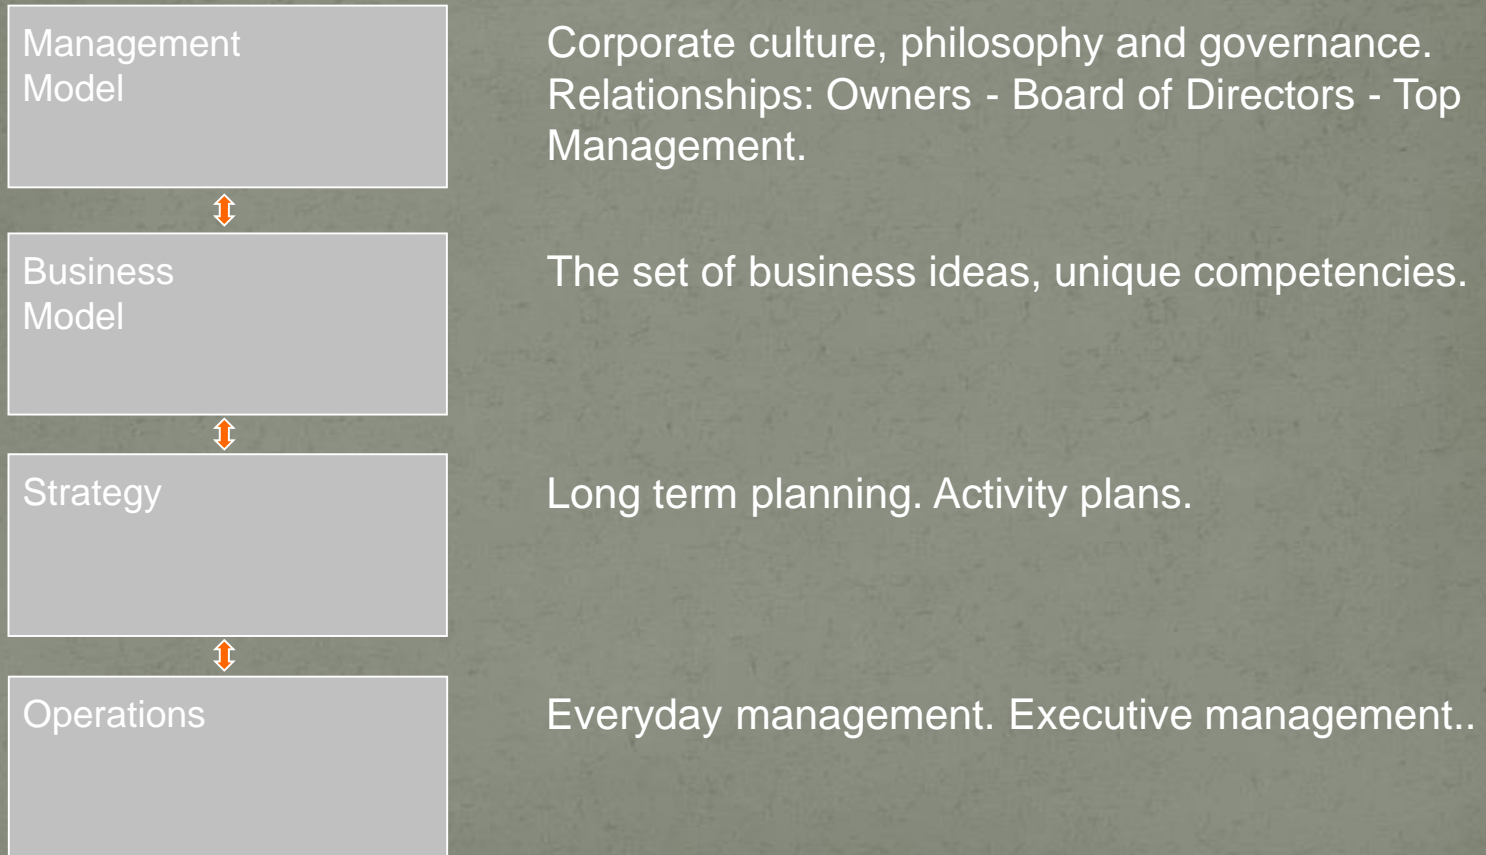 Management
Model
Corporate culture, philosophy and governance.
Relationships: Owners - Board of Directors - Top
Management.
Business
Model
The set of business ideas, unique competencies.
Strategy
Long term planning. Activity plans.
Operations
Everyday management. Executive management..